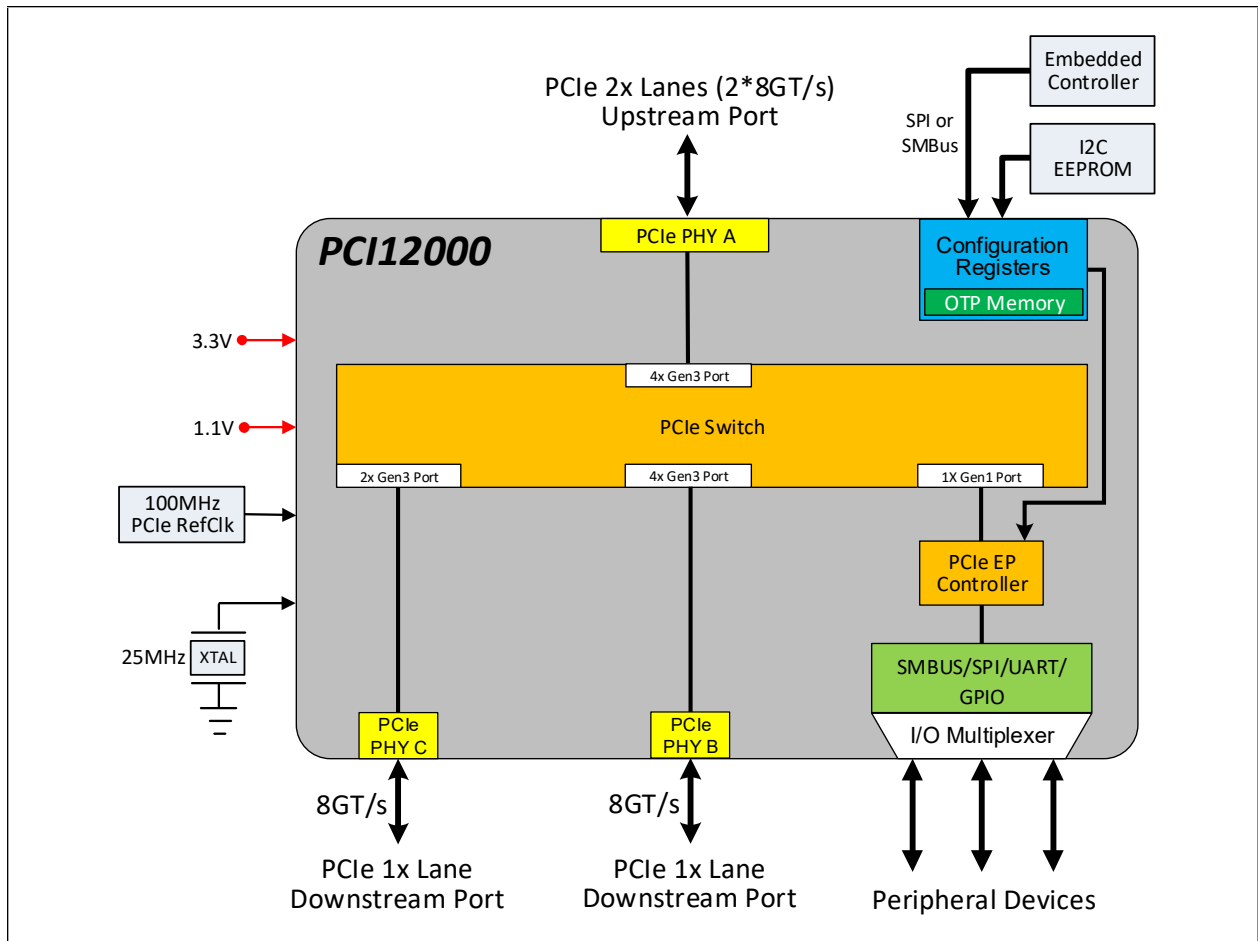 Embedded
Controller
PCIe 2x Lanes (2*8GT/s)
Upstream Port
SPI or
SMBus
I2C
EEPROM
PCI12000
PCIe PHY A
Configuration
Registers
OTP Memory
3.3V
4x Gen3 Port
1.1V
PCIe Switch
2x Gen3 Port
4x Gen3 Port
1X Gen1 Port
100MHz
PCIe RefClk
PCIe EP
Controller
25MHz
XTAL
SMBUS/SPI/UART/
GPIO
PCIe
PHY C
PCIe
PHY B
I/O Multiplexer
8GT/s
8GT/s
PCIe 1x Lane
Downstream Port
PCIe 1x Lane
Downstream Port
Peripheral Devices